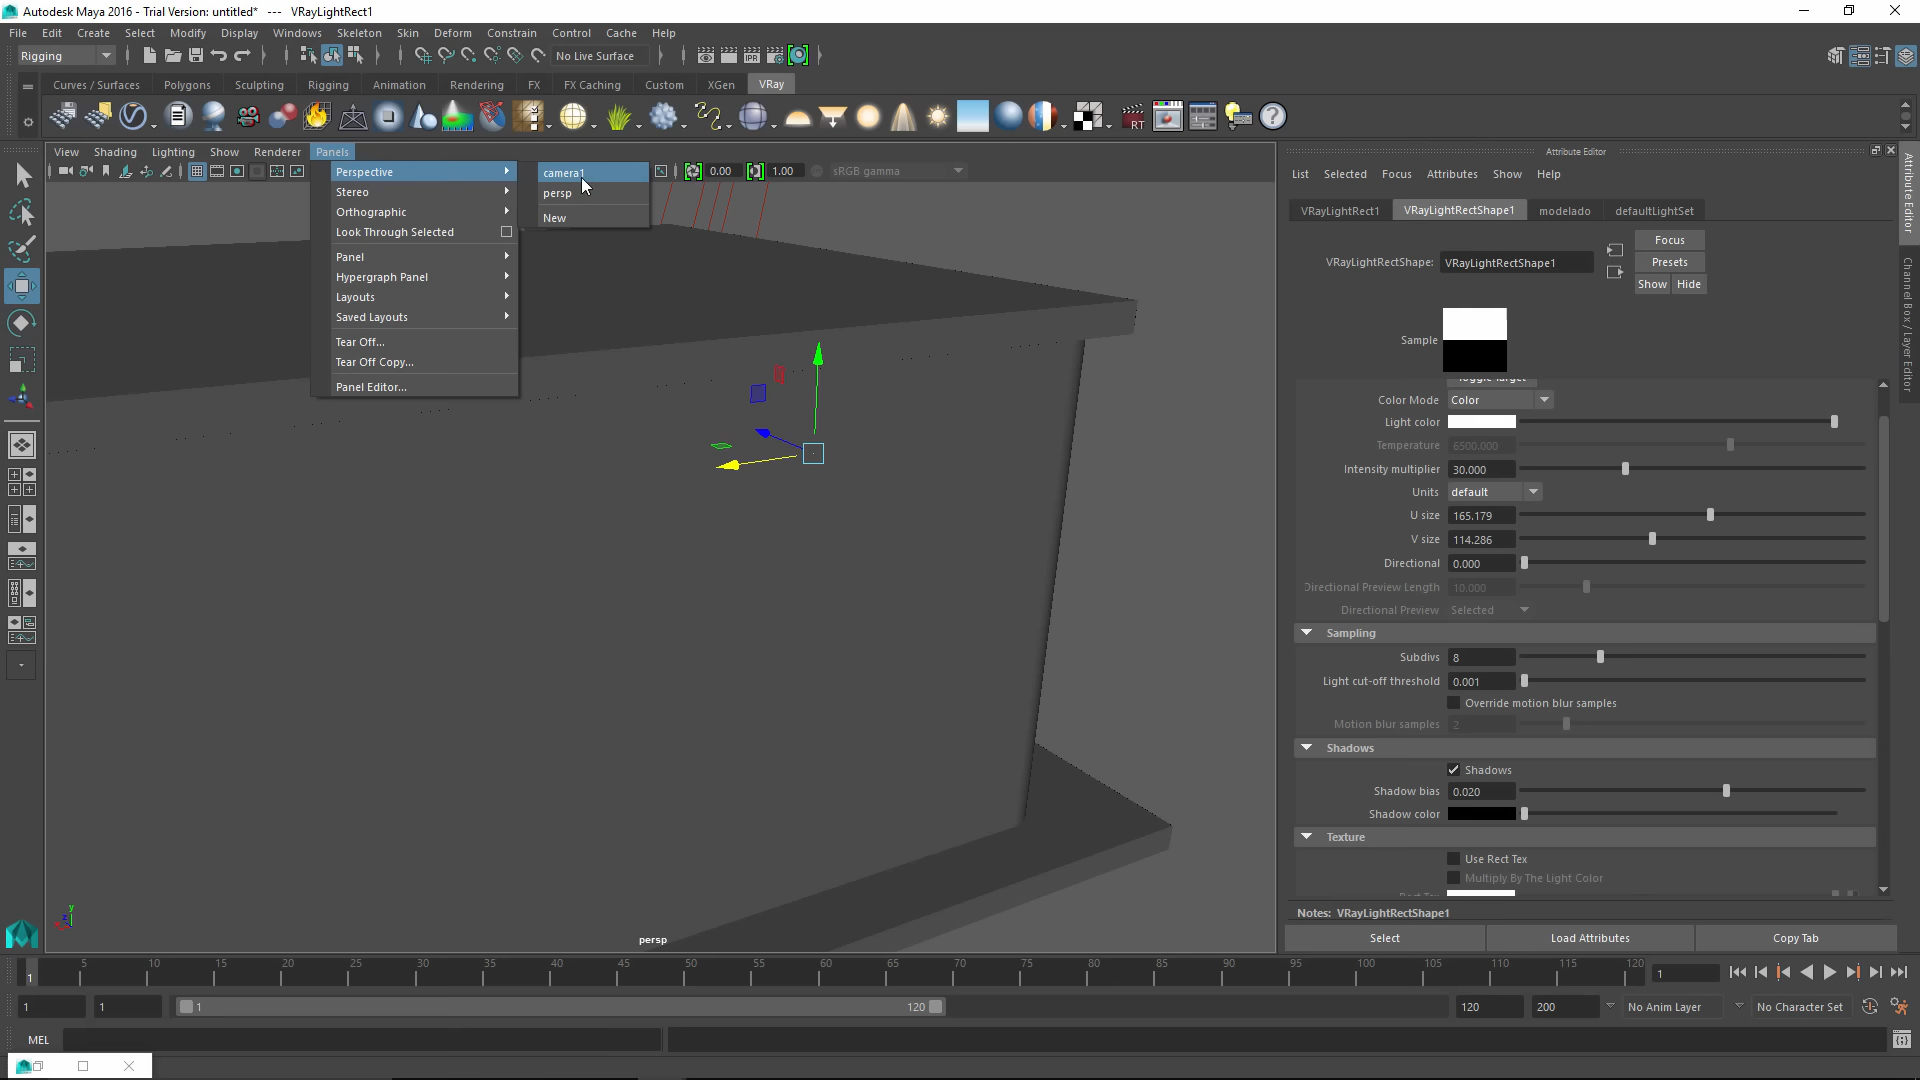 Autodesk Maya 2016 - Trial Version: untitled* --- VRayLightRect1
File Edit Create Select Modify Display Windows Skeleton Skin Deform Constrain Control Cache Help
Rigging No Live Surface
Curves / Surfaces Polygons Sculpting Rigging Animation Rendering FX FX Caching Custom XGen VRay
RT
View Shading Lighting Show Renderer Panels
0.00 1.00 sRGB gamma
Perspective
Stereo
Orthographic
Look Through Selected
Panel
Hypergraph Panel
Layouts
Saved Layouts
Tear Off...
Tear Off Copy...
Panel Editor...
camera1
persp
New
persp
Attribute Editor
List Selected Focus Attributes Show Help
VRayLightRect1 VRayLightRectShape1 modelado defaultLightSet
VRayLightRectShape: VRayLightRectShape1
Focus
Presets
Show Hide
Sample
Color Mode Color
Light color
Temperature 6500.000
Intensity multiplier 30.000
Units default
U size 165.179
V size 114.286
Directional 0.000
Directional Preview Length 10.000
Directional Preview Selected
Sampling
Subdivs 8
Light cut-off threshold 0.001
Override motion blur samples
Motion blur samples 2
Shadows
Shadows
Shadow bias 0.020
Shadow color
Texture
Use Rect Tex
Multiply By The Light Color
Notes: VRayLightRectShape1
Select Load Attributes Copy Tab
Attribute Editor
Channel Box / Layer Editor
1 5 10 15 20 25 30 35 40 45 50 55 60 65 70 75 80 85 90 95 100 105 110 115 120 1
1 1 1 120 120 200 No Anim Layer No Character Set
MEL